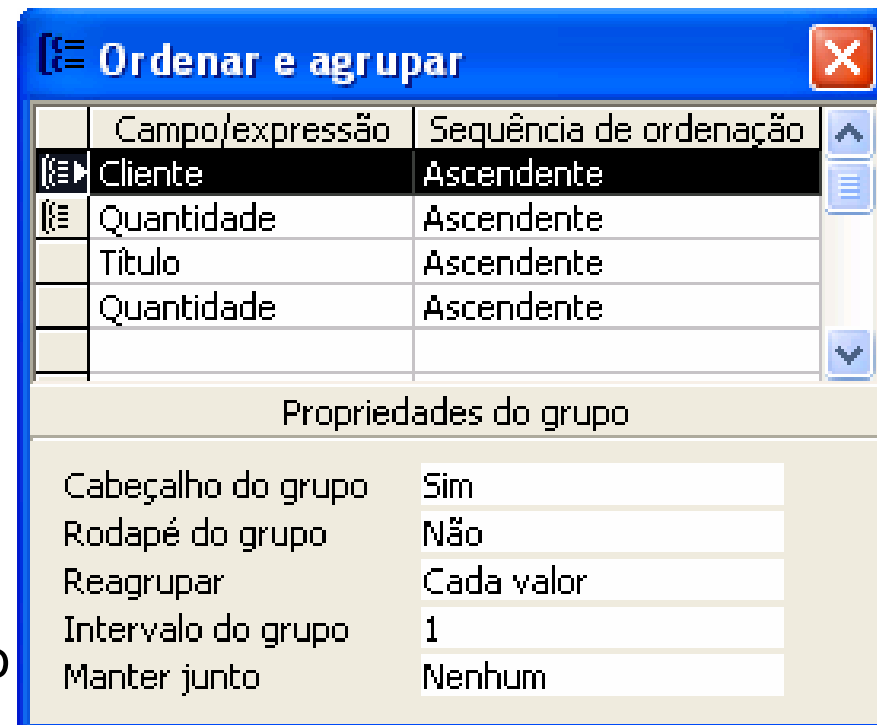 Ordenar e agrupar
Campo/expressão Sequência de ordenação
Cliente Ascendente
Quantidade Ascendente
Título Ascendente
Quantidade Ascendente
Propriedades do grupo
Cabeçalho do grupo Sim
Rodapé do grupo Não
Reagrupar Cada valor
Intervalo do grupo 1
o
Manter junto Nenhum